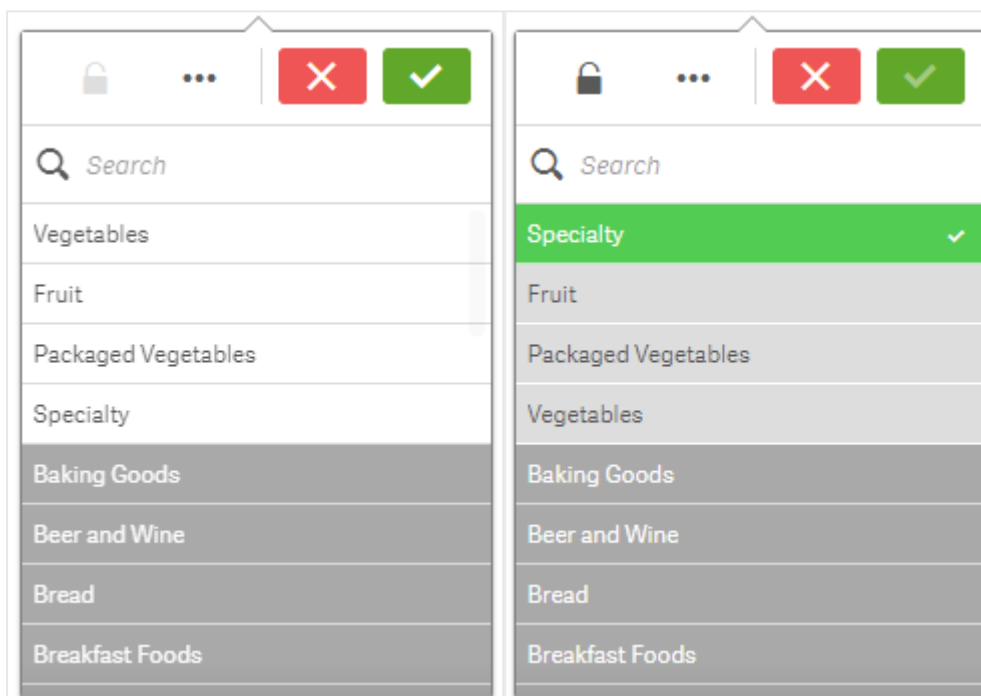 Search
Vegetables
Fruit
Packaged Vegetables
Specialty
Baking Goods
Beer and Wine
Bread
Breakfast Foods
Search
Specialty
Fruit
Packaged Vegetables
Vegetables
Baking Goods
Beer and Wine
Bread
Breakfast Foods